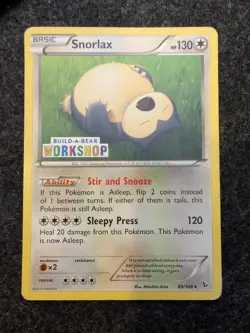 BASIC
Snorlax
HP130
BUILD-A-BEAR
WORKSHOP
Ability Stir and Snooze
If this Pokémon is Asleep, flip 2 coins instead
of 1 between turns. If either of them is tails, this
Pokémon is still Asleep.
Sleepy Press 120
Heal 20 damage from this Pokémon. This Pokémon
is now Asleep.
weakness
×2
resistance
retreat